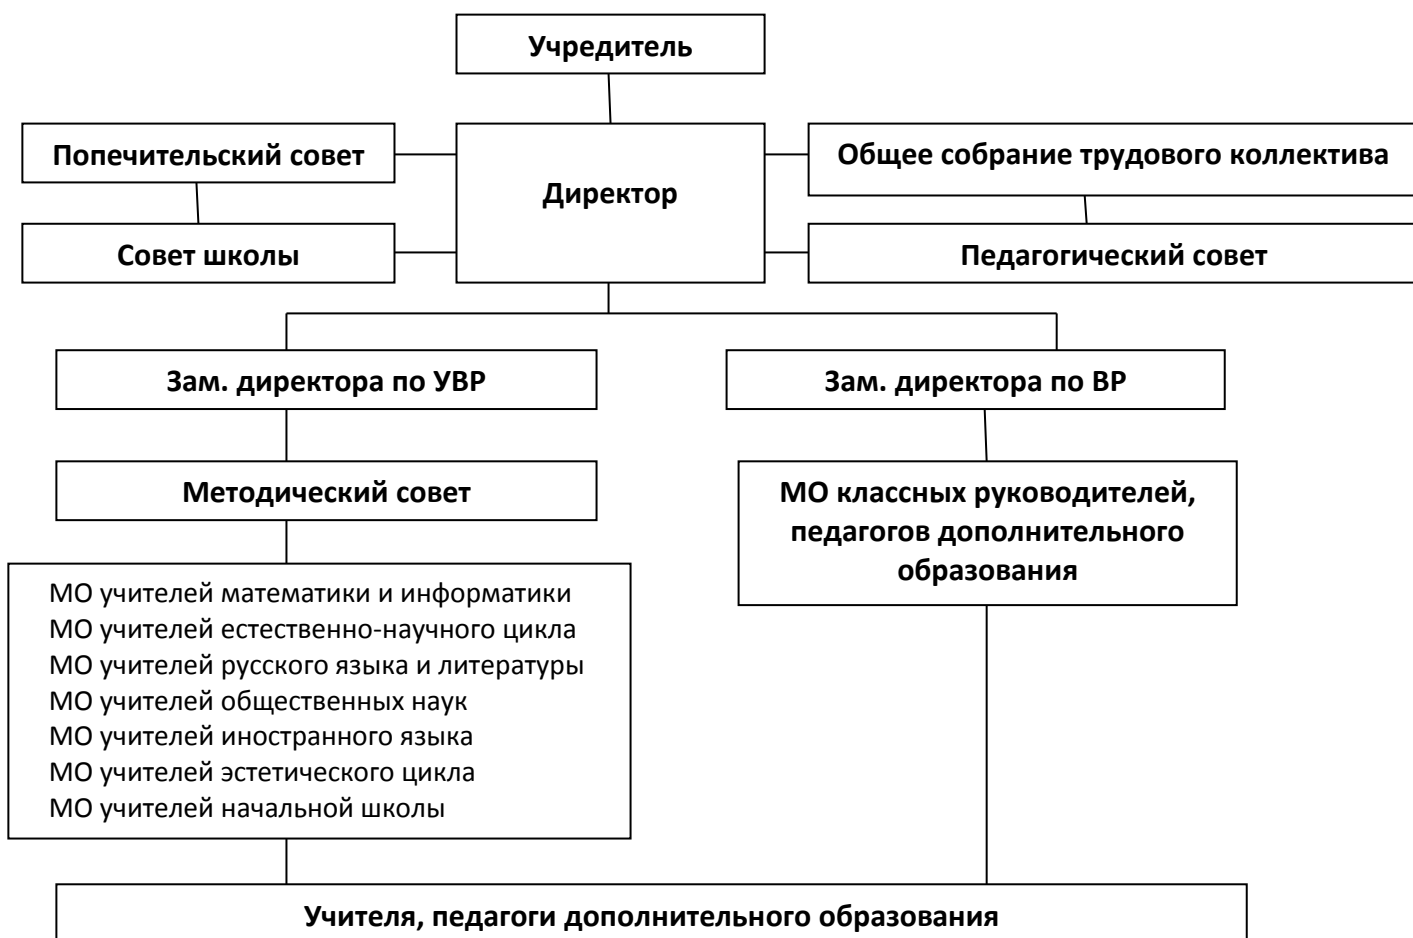 Учредитель
Попечительский совет
Директор
Общее собрание трудового коллектива
Совет школы
Педагогический совет
Зам. директора по УВР
Зам. директора по ВР
Методический совет
МО классных руководителей,
педагогов дополнительного
образования
МО учителей математики и информатики
МО учителей естественно-научного цикла
МО учителей русского языка и литературы
МО учителей общественных наук
МО учителей иностранного языка
МО учителей эстетического цикла
МО учителей начальной школы
Учителя, педагоги дополнительного образования